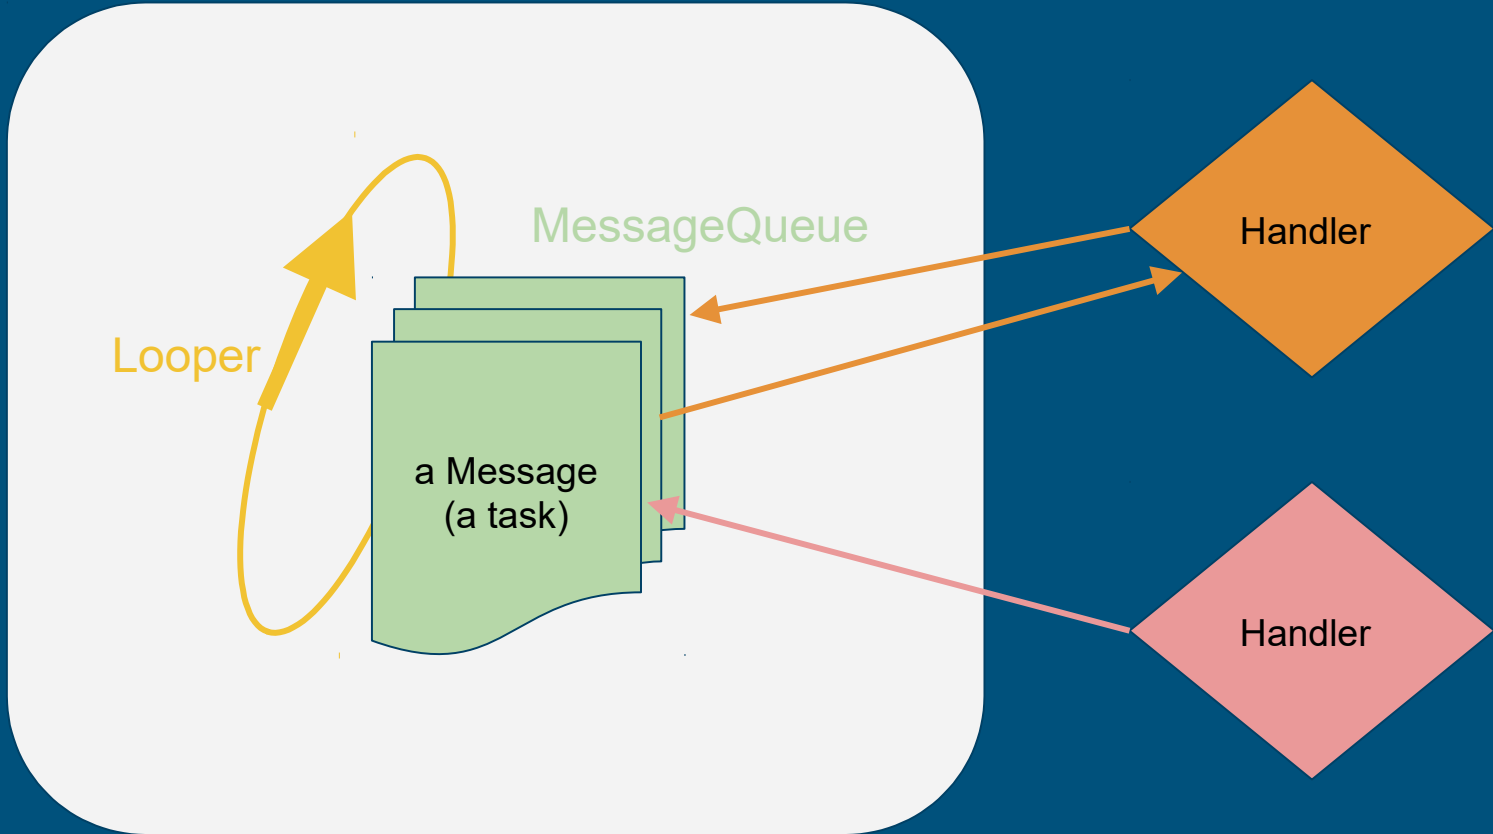 MessageQueue
Handler
Looper
a Message
(a task)
Handler